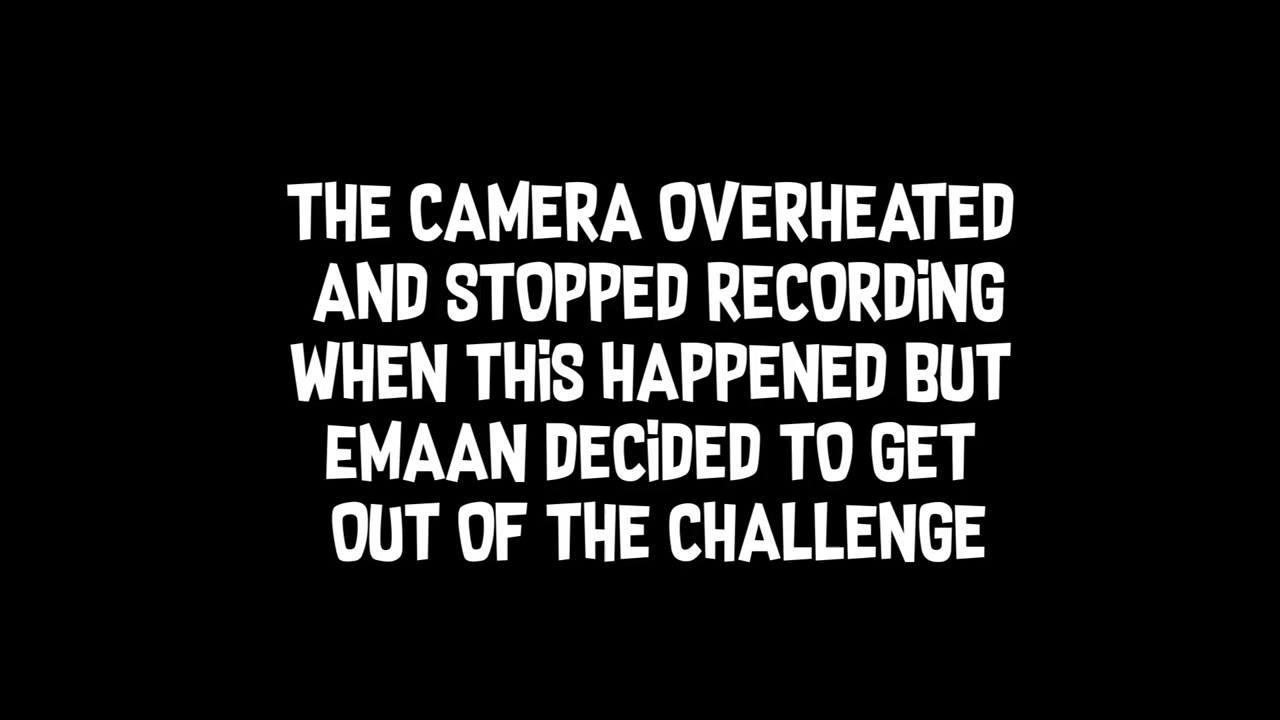 THE CAMERA OVERHEATED
AND STOPPED RECORDING
WHEN THiS HAPPENED BUT
EMAAN DECiDED TO GET
OUT OF THE CHALLENGE